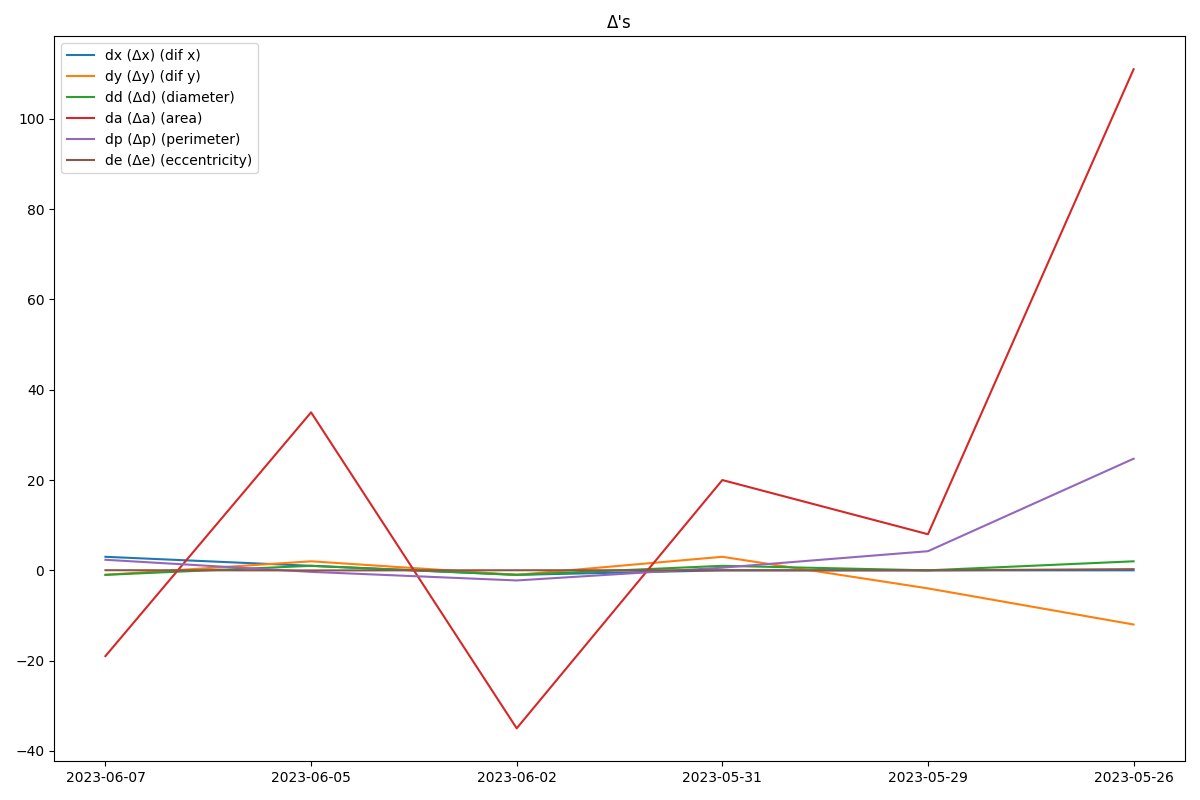 Δ's
dx (Δx) (dif x)
dy (Δy) (dif y)
dd (Δd) (diameter)
da (Δa) (area)
dp (Δp) (perimeter)
de (Δe) (eccentricity)
100
80
60
40
20
0
−20
−40
2023-06-07 2023-06-05 2023-06-02 2023-05-31 2023-05-29 2023-05-26